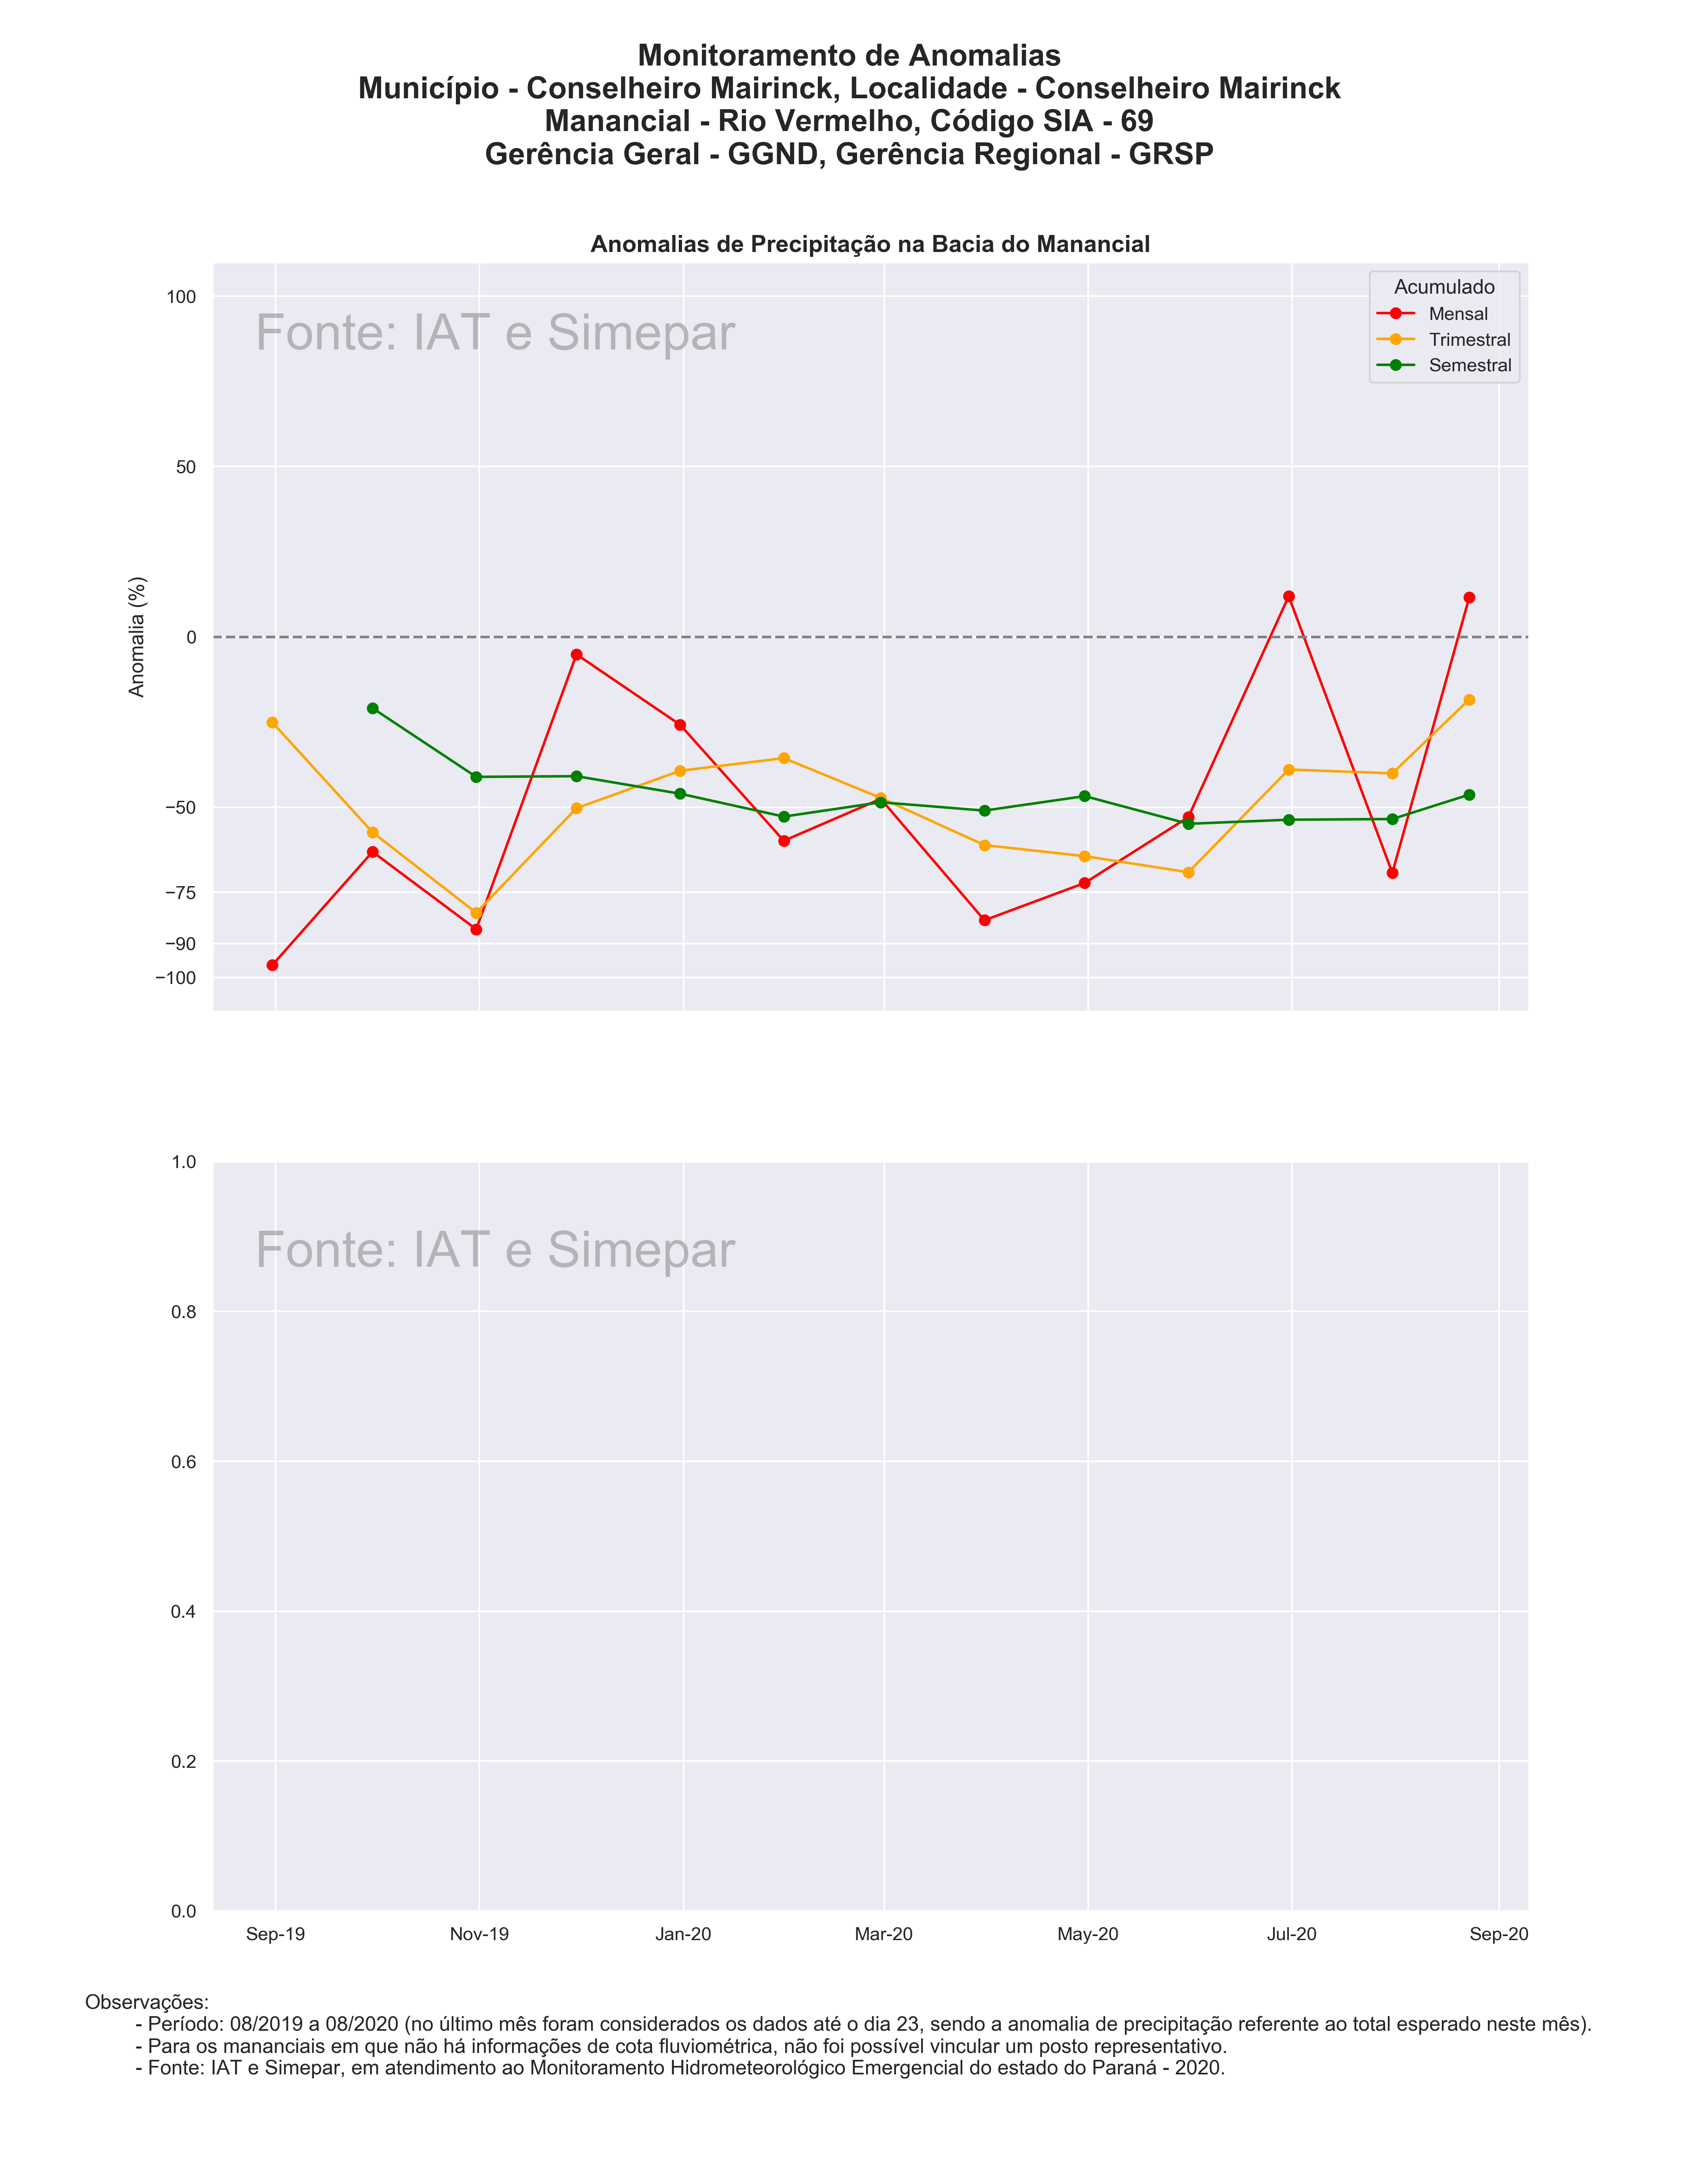 Monitoramento de Anomalias
Município - Conselheiro Mairinck, Localidade - Conselheiro Mairinck
Manancial - Rio Vermelho, Código SIA - 69
Gerência Geral - GGND, Gerência Regional - GRSP
Anomalias de Precipitação na Bacia do Manancial
Fonte: IAT e Simepar
Acumulado
Mensal
Trimestral
Semestral
Anomalia (%)
100
50
0
−50
−75
−90
−100
Fonte: IAT e Simepar
1.0
0.8
0.6
0.4
0.2
0.0
Sep-19 Nov-19 Jan-20 Mar-20 May-20 Jul-20 Sep-20
Observações:
- Período: 08/2019 a 08/2020 (no último mês foram considerados os dados até o dia 23, sendo a anomalia de precipitação referente ao total esperado neste mês).
- Para os mananciais em que não há informações de cota fluviométrica, não foi possível vincular um posto representativo.
- Fonte: IAT e Simepar, em atendimento ao Monitoramento Hidrometeorológico Emergencial do estado do Paraná - 2020.